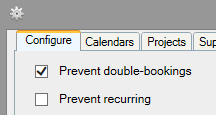 Configure Calendars Projects
Prevent double-bookings
Prevent recurring